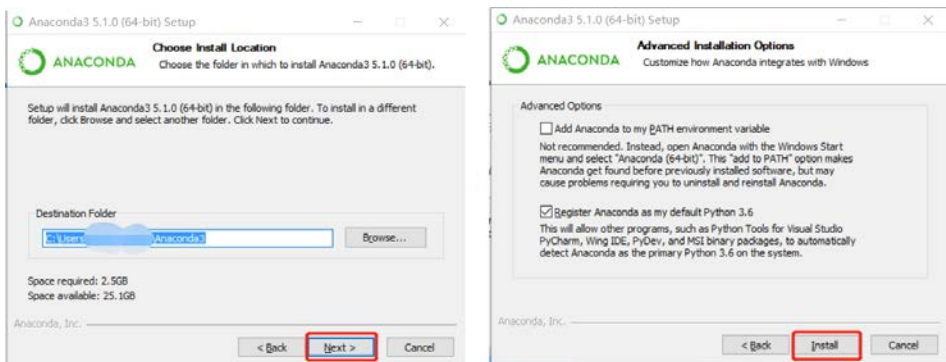 Anaconda3 5.1.0 (64-bit) Setup
ANACONDA
Choose Install Location
Choose the folder in which to install Anaconda3 5.1.0 (64-bit).
Setup will install Anaconda3 5.1.0 (64-bit) in the following folder. To install in a different
folder, click Browse and select another folder. Click Next to continue.
Destination Folder
C:\Users\ \Anaconda3
Browse...
Space required: 2.5GB
Space available: 25.1GB
Anaconda, Inc.
< Back
Next >
Cancel
Anaconda3 5.1.0 (64-bit) Setup
ANACONDA
Advanced Installation Options
Customize how Anaconda integrates with Windows
Advanced Options
Add Anaconda to my PATH environment variable
Not recommended. Instead, open Anaconda with the Windows Start
menu and select "Anaconda (64-bit)". This "add to PATH" option makes
Anaconda get found before previously installed software, but may
cause problems requiring you to uninstall and reinstall Anaconda.
Register Anaconda as my default Python 3.6
This will allow other programs, such as Python Tools for Visual Studio
PyCharm, Wing IDE, PyDev, and MSI binary packages, to automatically
detect Anaconda as the primary Python 3.6 on the system.
Anaconda, Inc.
< Back
Install
Cancel